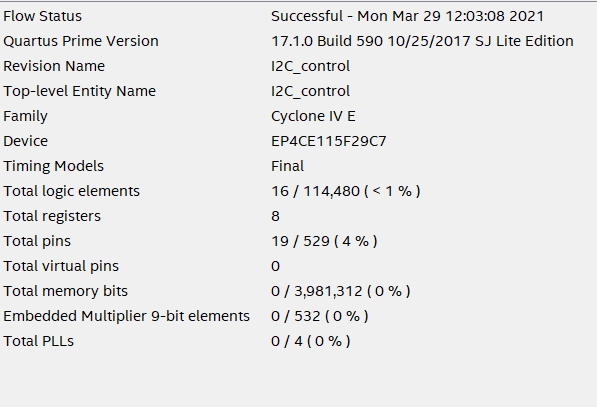 Flow Status Successful - Mon Mar 29 12:03:08 2021
Quartus Prime Version 17.1.0 Build 590 10/25/2017 SJ Lite Edition
Revision Name I2C_control
Top-level Entity Name I2C_control
Family Cyclone IV E
Device EP4CE115F29C7
Timing Models Final
Total logic elements 16 / 114,480 ( < 1 % )
Total registers 8
Total pins 19 / 529 ( 4 % )
Total virtual pins 0
Total memory bits 0 / 3,981,312 ( 0 % )
Embedded Multiplier 9-bit elements 0 / 532 ( 0 % )
Total PLLs 0 / 4 ( 0 % )